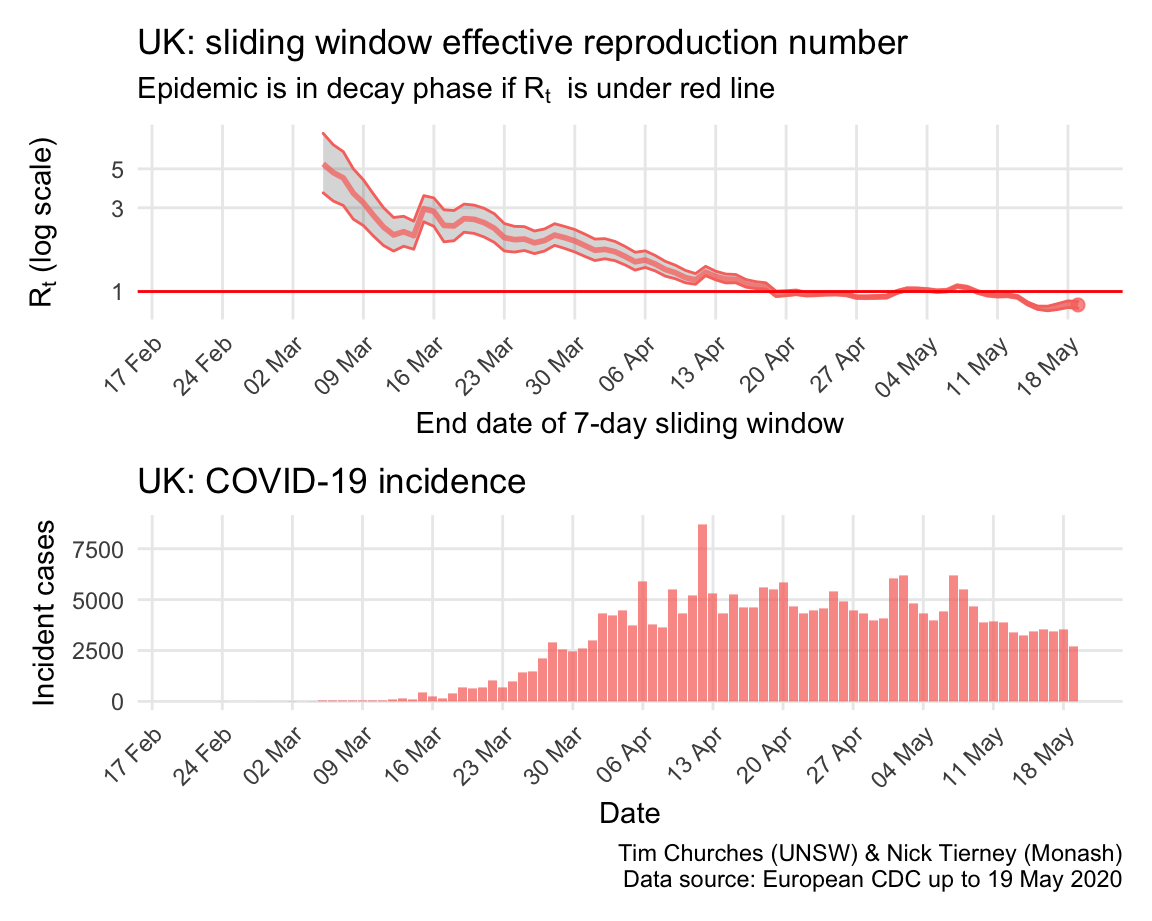 UK: sliding window effective reproduction number
Epidemic is in decay phase if Rt is under red line
Rt (log scale)
5
3
1
17 Feb
24 Feb
02 Mar
09 Mar
16 Mar
23 Mar
30 Mar
06 Apr
13 Apr
20 Apr
27 Apr
04 May
11 May
18 May
End date of 7-day sliding window
UK: COVID-19 incidence
Incident cases
7500
5000
2500
0
17 Feb
24 Feb
02 Mar
09 Mar
16 Mar
23 Mar
30 Mar
06 Apr
13 Apr
20 Apr
27 Apr
04 May
11 May
18 May
Date
Tim Churches (UNSW) & Nick Tierney (Monash)
Data source: European CDC up to 19 May 2020